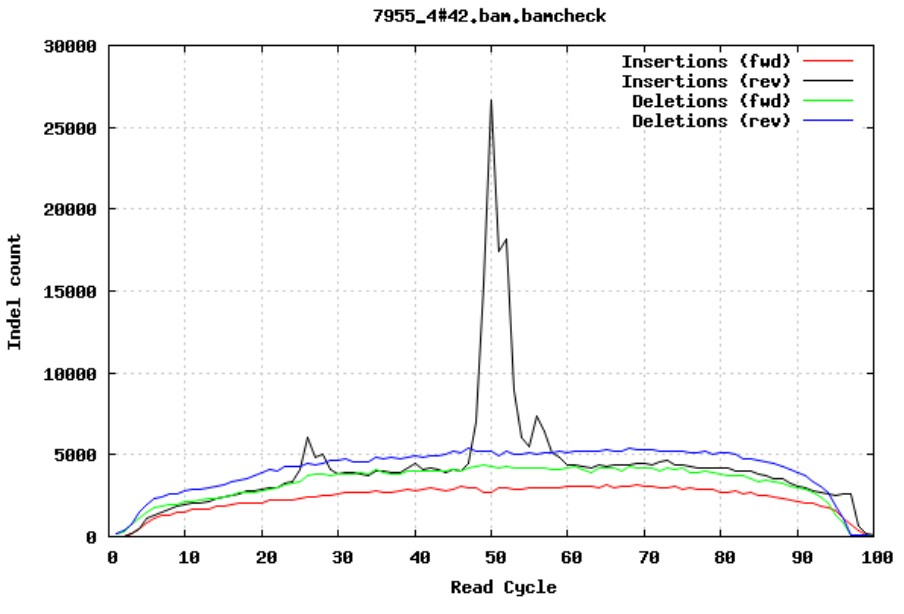 7955_4#42.bam.bamcheck
30000
25000
20000
15000
10000
5000
0
Indel count
Insertions (fwd)
Insertions (rev)
Deletions (fwd)
Deletions (rev)
0 10 20 30 40 50 60 70 80 90 100
Read Cycle